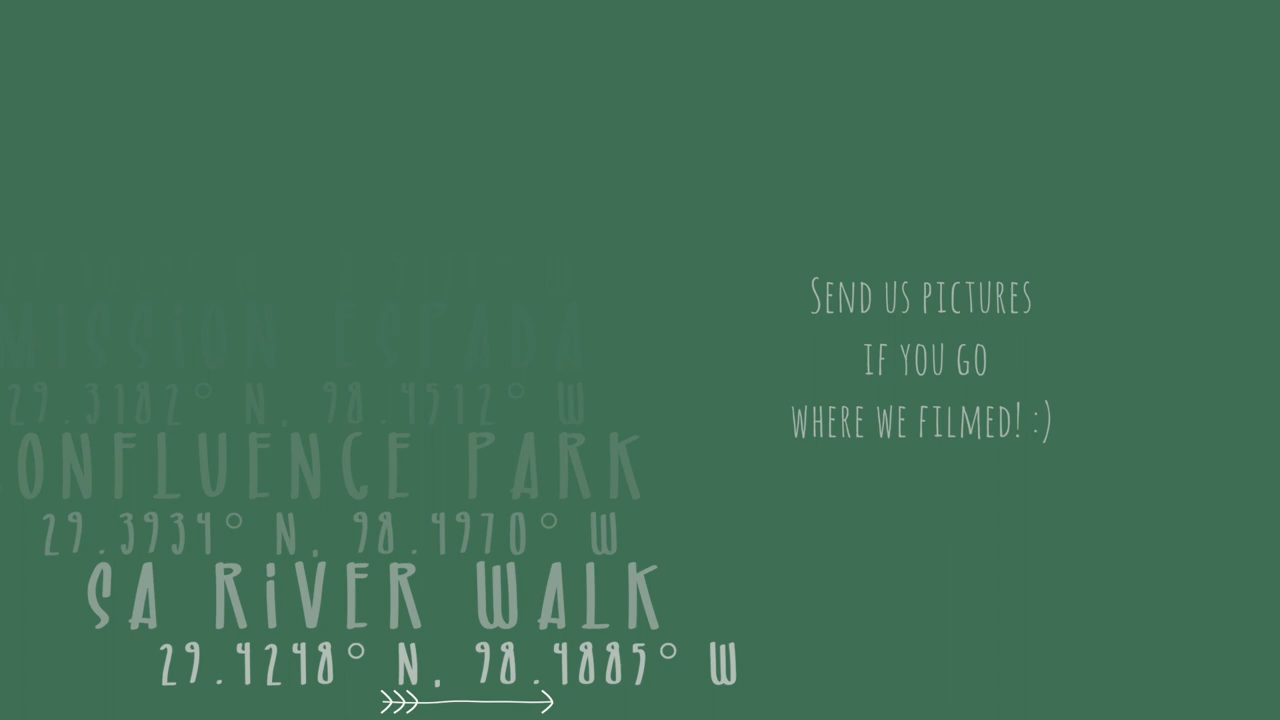 MiSSiON ESPADA
29.3182° N, 98.4512° W
ONFLUENCE PARK
29.3934° N, 98.4970° W
SA RiVER WALK
29.4248° N, 98.4885° W
SEND US PICTURES
IF YOU GO
WHERE WE FILMED! :)